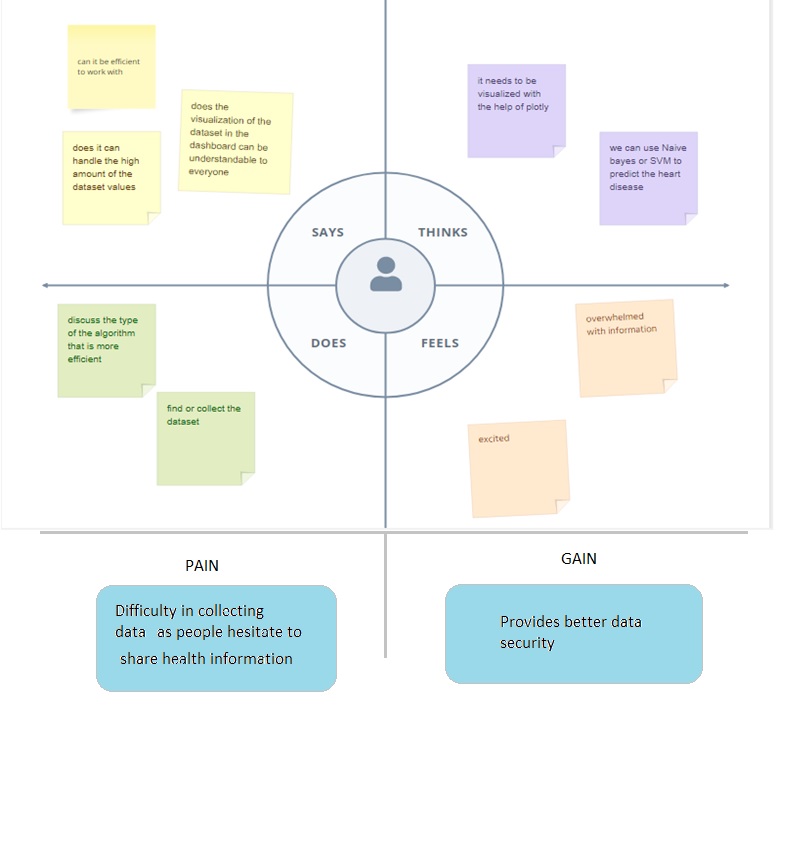 can it be efficient
to work with
does the
visualization of the
dataset in the
dashboard can be
understandable to
everyone
does it can
handle the high
amount of the
dataset values
it needs to be
visualized with
the help of plotly
we can use Naive
bayes or SVM to
predict the heart
disease
SAYS
THINKS
DOES
FEELS
discuss the type
of the algorithm
that is more
efficient
find or collect the
dataset
overwhelmed
with information
excited
PAIN
Difficulty in collecting
data as people hesitate to
share health information
GAIN
Provides better data
security